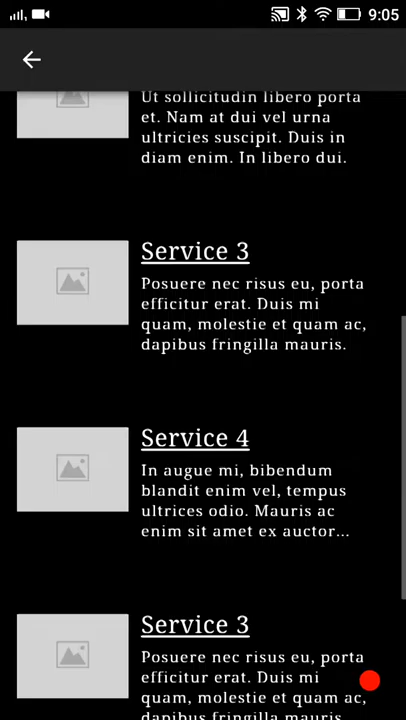 9:05
Ut sollicitudin libero porta
et. Nam at dui vel urna
ultricies suscipit. Duis in
diam enim. In libero dui.
Service 3
Posuere nec risus eu, porta
efficitur erat. Duis mi
quam, molestie et quam ac,
dapibus fringilla mauris.
Service 4
In augue mi, bibendum
blandit enim vel, tempus
ultrices odio. Mauris ac
enim sit amet ex auctor...
Service 3
Posuere nec risus eu, porta
efficitur erat. Duis mi
quam, molestie et quam ac,
dapibus fringilla mauris